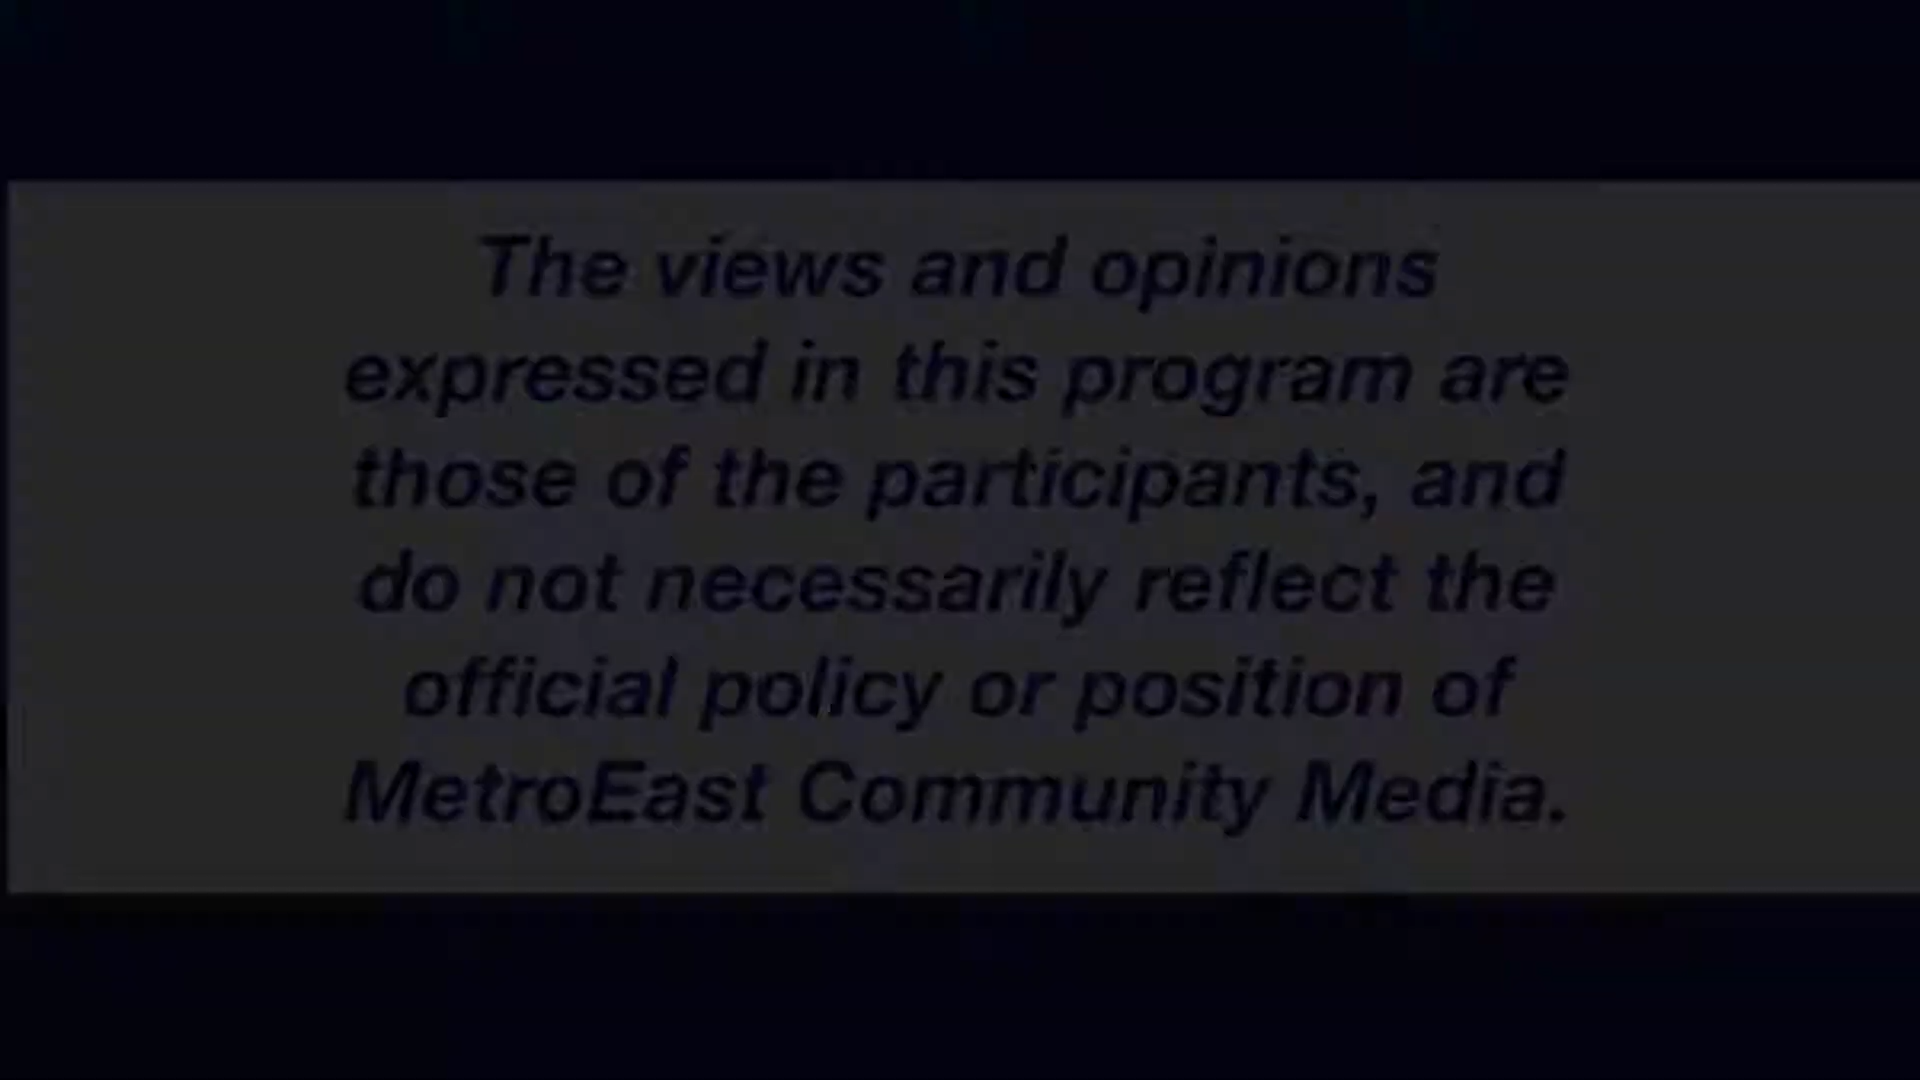 The views and opinions
expressed in this program are
those of the participants, and
do not necessarily reflect the
official policy or position of
MetroEast Community Media.